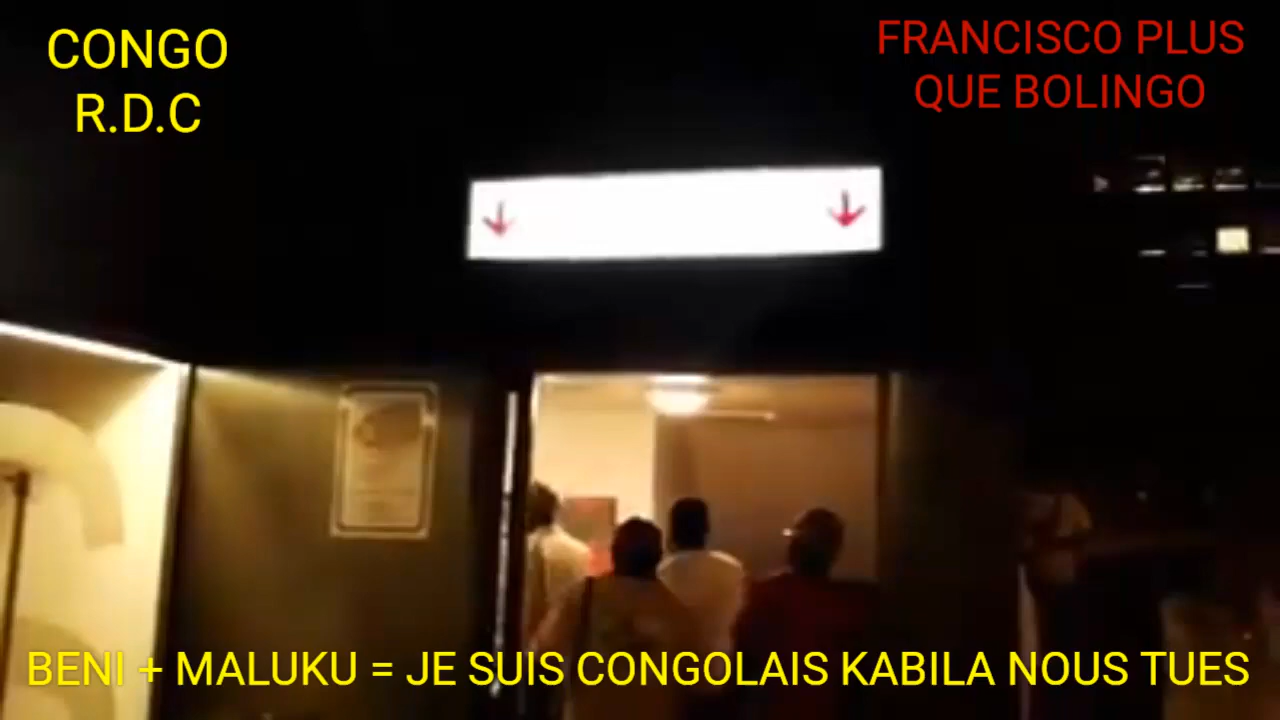 CONGO
R.D.C
FRANCISCO PLUS
QUE BOLINGO
BENI + MALUKU = JE SUIS CONGOLAIS KABILA NOUS TUES